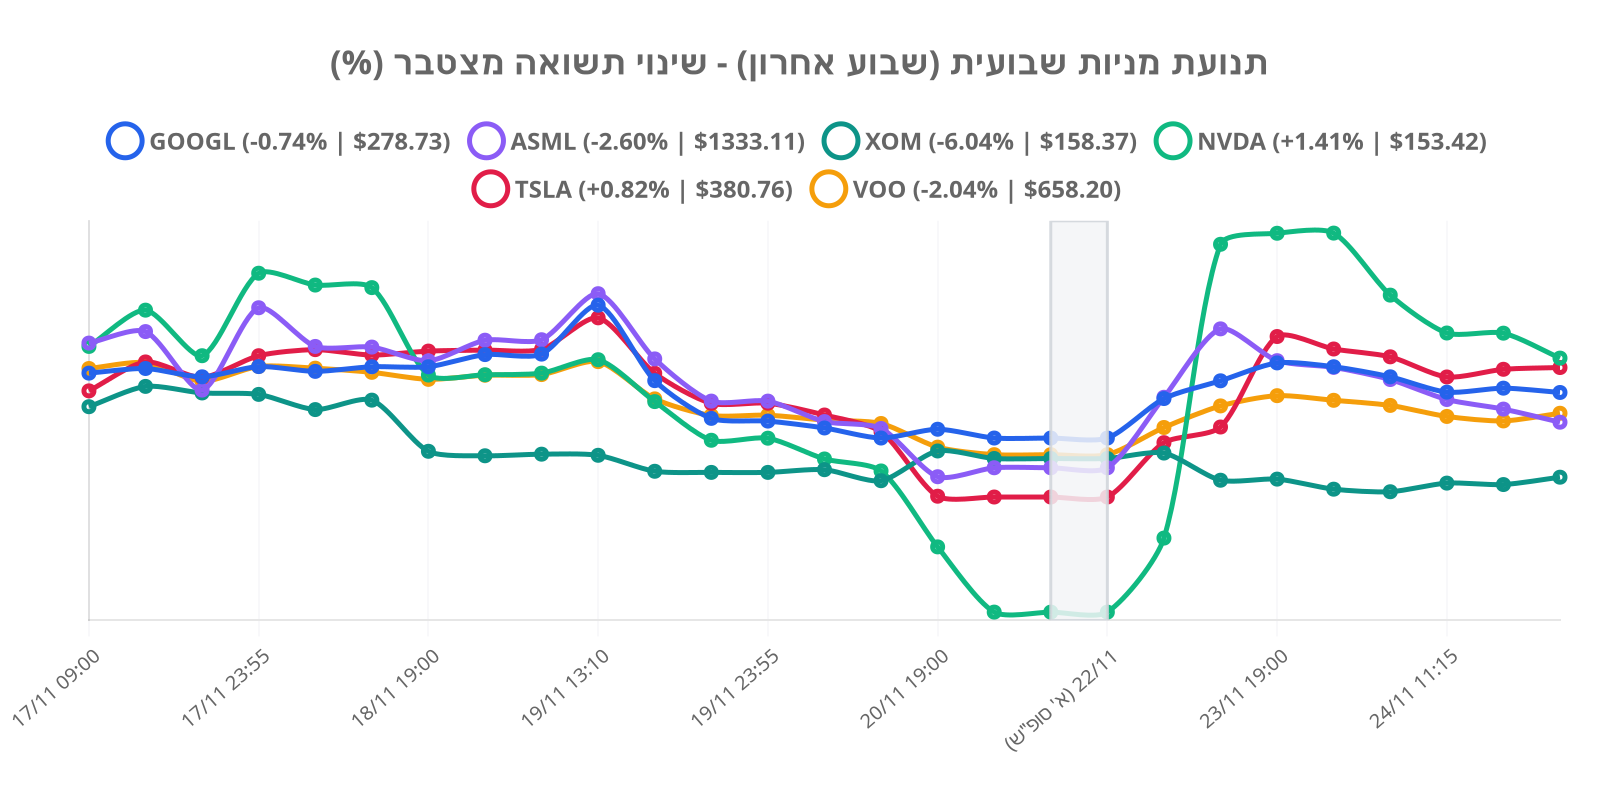 תנועת מניות שבועית (שבוע אחרון) - שינוי תשואה מצטבר (%)
GOOGL (-0.74% | $278.73) ASML (-2.60% | $1333.11) XOM (-6.04% | $158.37) NVDA (+1.41% | $153.42)
TSLA (+0.82% | $380.76) VOO (-2.04% | $658.20)
17/11 09:00
17/11 23:55
18/11 19:00
19/11 13:10
19/11 23:55
20/11 19:00
22/11 (א' סופ"ש)
23/11 19:00
24/11 11:15